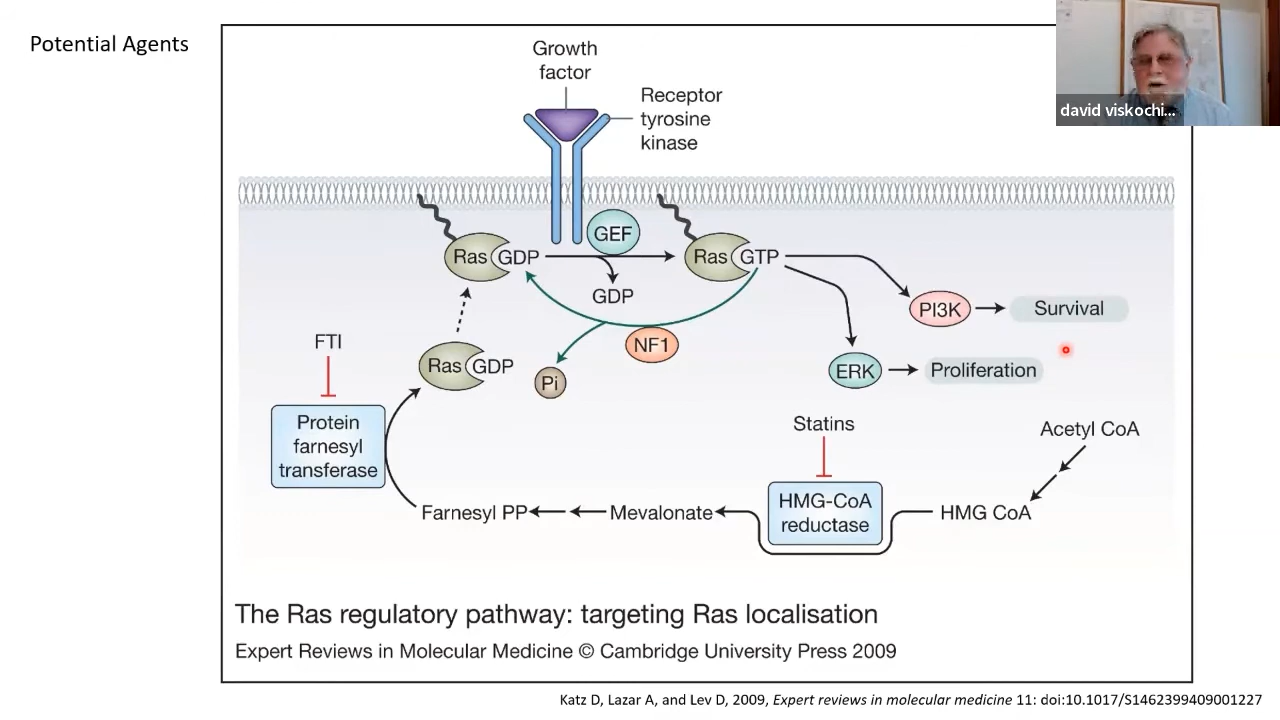 Potential Agents
david viskochi...
Growth
factor
Receptor
tyrosine
kinase
GEF
Ras
GDP
Ras
GTP
GDP
PI3K
Survival
NF1
FTI
Ras
GDP
Pi
ERK
Proliferation
Protein
farnesyl
transferase
Statins
Acetyl CoA
HMG-CoA
reductase
Farnesyl PP
Mevalonate
HMG CoA
The Ras regulatory pathway: targeting Ras localisation
Expert Reviews in Molecular Medicine © Cambridge University Press 2009
Katz D, Lazar A, and Lev D, 2009, Expert reviews in molecular medicine 11: doi:10.1017/S1462399409001227